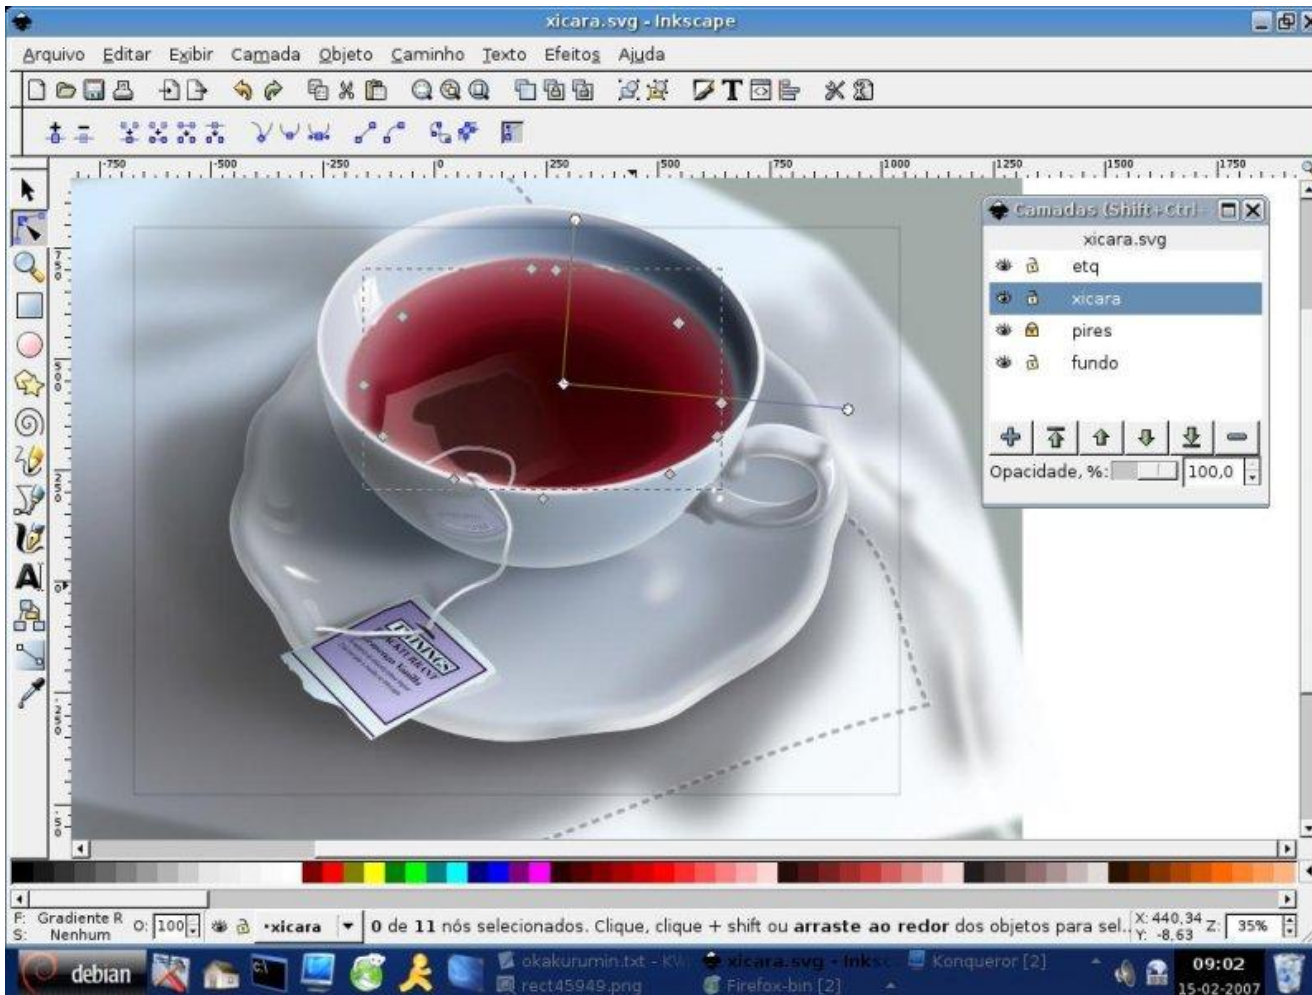 xicara.svg - Inkscape
Arquivo Editar Exibir Camada Objeto Caminho Texto Efeitos Ajuda
-750 -500 -250 0 250 500 750 1000 1250 1500 1750
Camadas (Shift+Ctrl+
xicara.svg
etq
xicara
pires
fundo
Opacidade, %: 100,0
TWININGS
BLACKCURRANT
Vanilla
F: Gradiente R
S: Nenhum
O: 100
•xicara
0 de 11 nós selecionados. Clique, clique + shift ou arraste ao redor dos objetos para sel..
X: 440,34
Y: -8,63
Z: 35%
debian
okakurumin.txt - KW
xicara.svg - Inksc
Konqueror [2]
rect45949.png
Firefox-bin [2]
09:02
15-02-2007